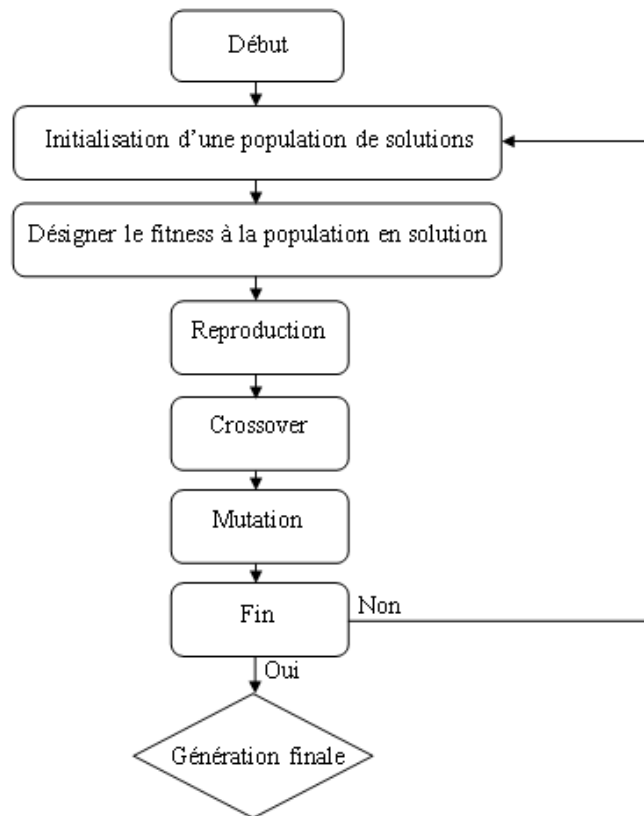 Début
Initialisation d'une population de solutions
Désigner le fitness à la population en solution
Reproduction
Crossover
Mutation
Fin
Non
Oui
Génération finale